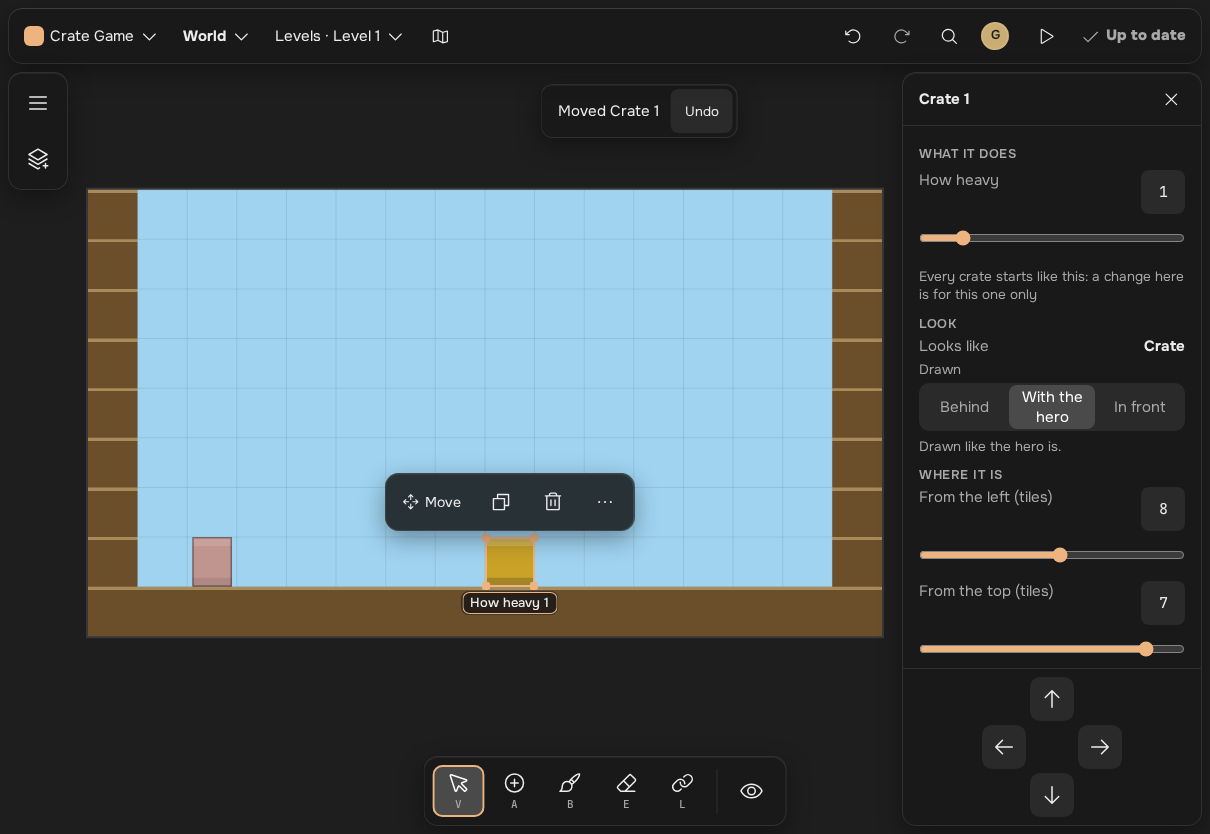 Crate Game
World
Levels · Level 1
G
Up to date
Moved Crate 1
Undo
Crate 1
WHAT IT DOES
How heavy
1
Every crate starts like this: a change here
is for this one only
LOOK
Looks like
Crate
Drawn
Behind
With the
hero
In front
Drawn like the hero is.
WHERE IT IS
From the left (tiles)
8
From the top (tiles)
7
Move
How heavy 1
V
A
B
E
L